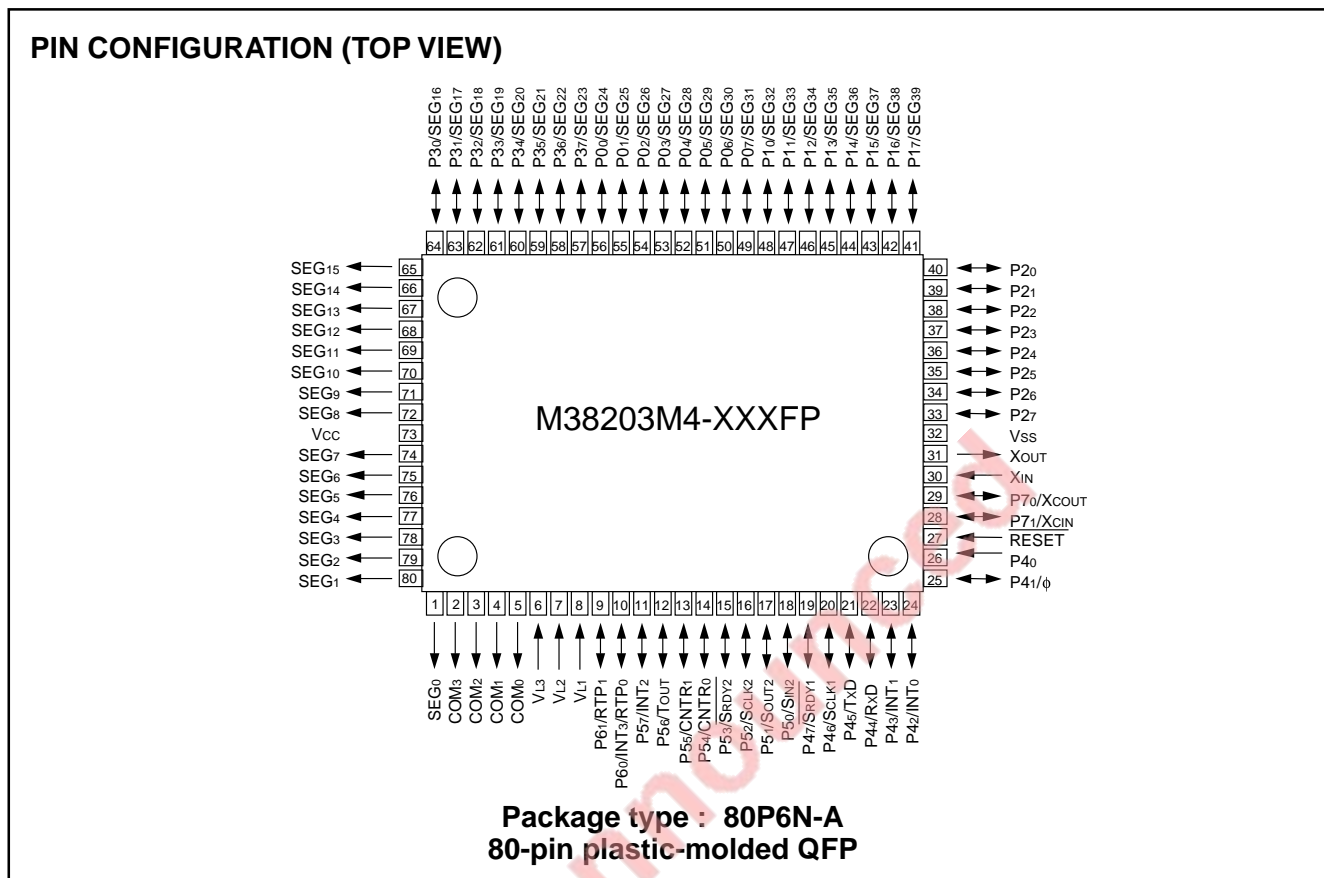 PIN CONFIGURATION (TOP VIEW)
P30/SEG16
P31/SEG17
P32/SEG18
P33/SEG19
P34/SEG20
P35/SEG21
P36/SEG22
P37/SEG23
P00/SEG24
P01/SEG25
P02/SEG26
P03/SEG27
P04/SEG28
P05/SEG29
P06/SEG30
P07/SEG31
P10/SEG32
P11/SEG33
P12/SEG34
P13/SEG35
P14/SEG36
P15/SEG37
P16/SEG38
P17/SEG39
64 63 62 61 60 59 58 57 56 55 54 53 52 51 50 49 48 47 46 45 44 43 42 41
SEG15 65
SEG14 66
SEG13 67
SEG12 68
SEG11 69
SEG10 70
SEG9 71
SEG8 72
VCC 73
SEG7 74
SEG6 75
SEG5 76
SEG4 77
SEG3 78
SEG2 79
SEG1 80
M38203M4-XXXFP
40 P20
39 P21
38 P22
37 P23
36 P24
35 P25
34 P26
33 P27
32 VSS
31 XOUT
30 XIN
29 P70/XCOUT
28 P71/XCIN
27 RESET
26 P40
25 P41/ϕ
1 2 3 4 5 6 7 8 9 10 11 12 13 14 15 16 17 18 19 20 21 22 23 24
SEG0
COM3
COM2
COM1
COM0
VL3
VL2
VL1
P61/RTP1
P60/INT3/RTP0
P57/INT2
P56/TOUT
P55/CNTR1
P54/CNTR0
P53/SRDY2
P52/SCLK2
P51/SOUT2
P50/SIN2
P47/SRDY1
P46/SCLK1
P45/TXD
P44/RXD
P43/INT1
P42/INT0
Package type : 80P6N-A
80-pin plastic-molded QFP
nnounced